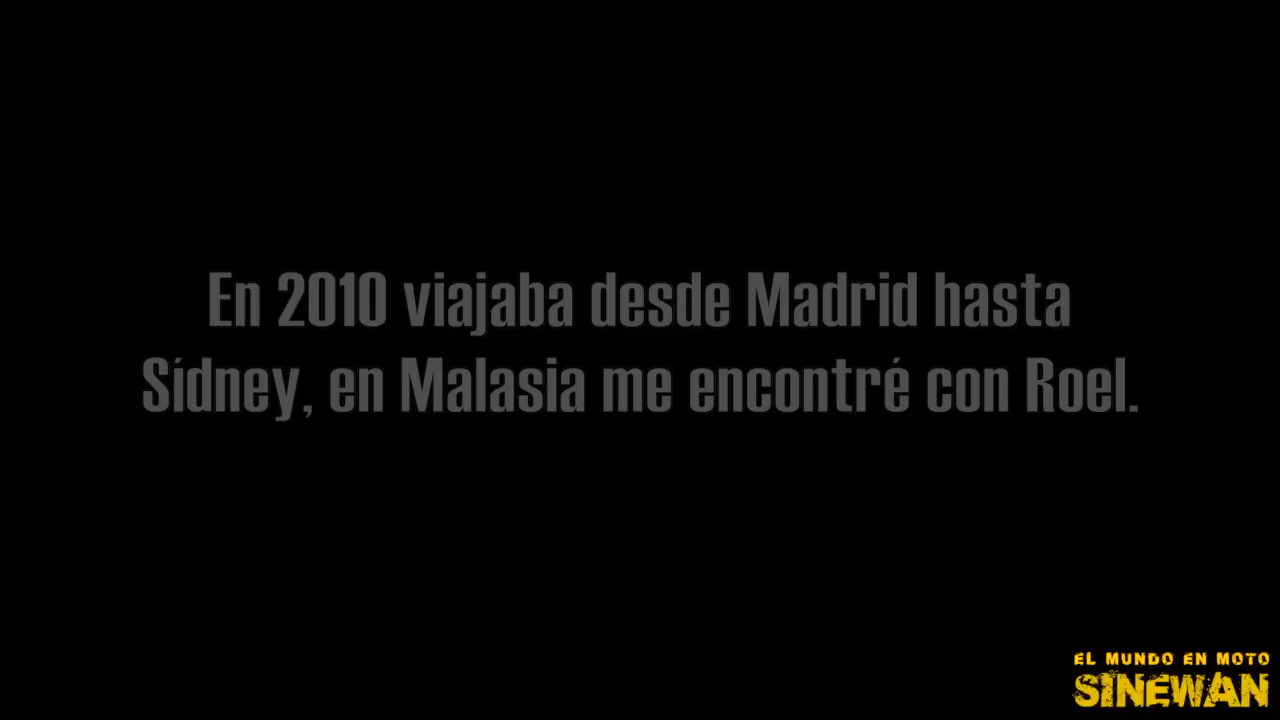 En 2010 viajaba desde Madrid hasta
Sídney, en Malasia me encontré con Roel.
EL MUNDO EN MOTO
SINEWAN